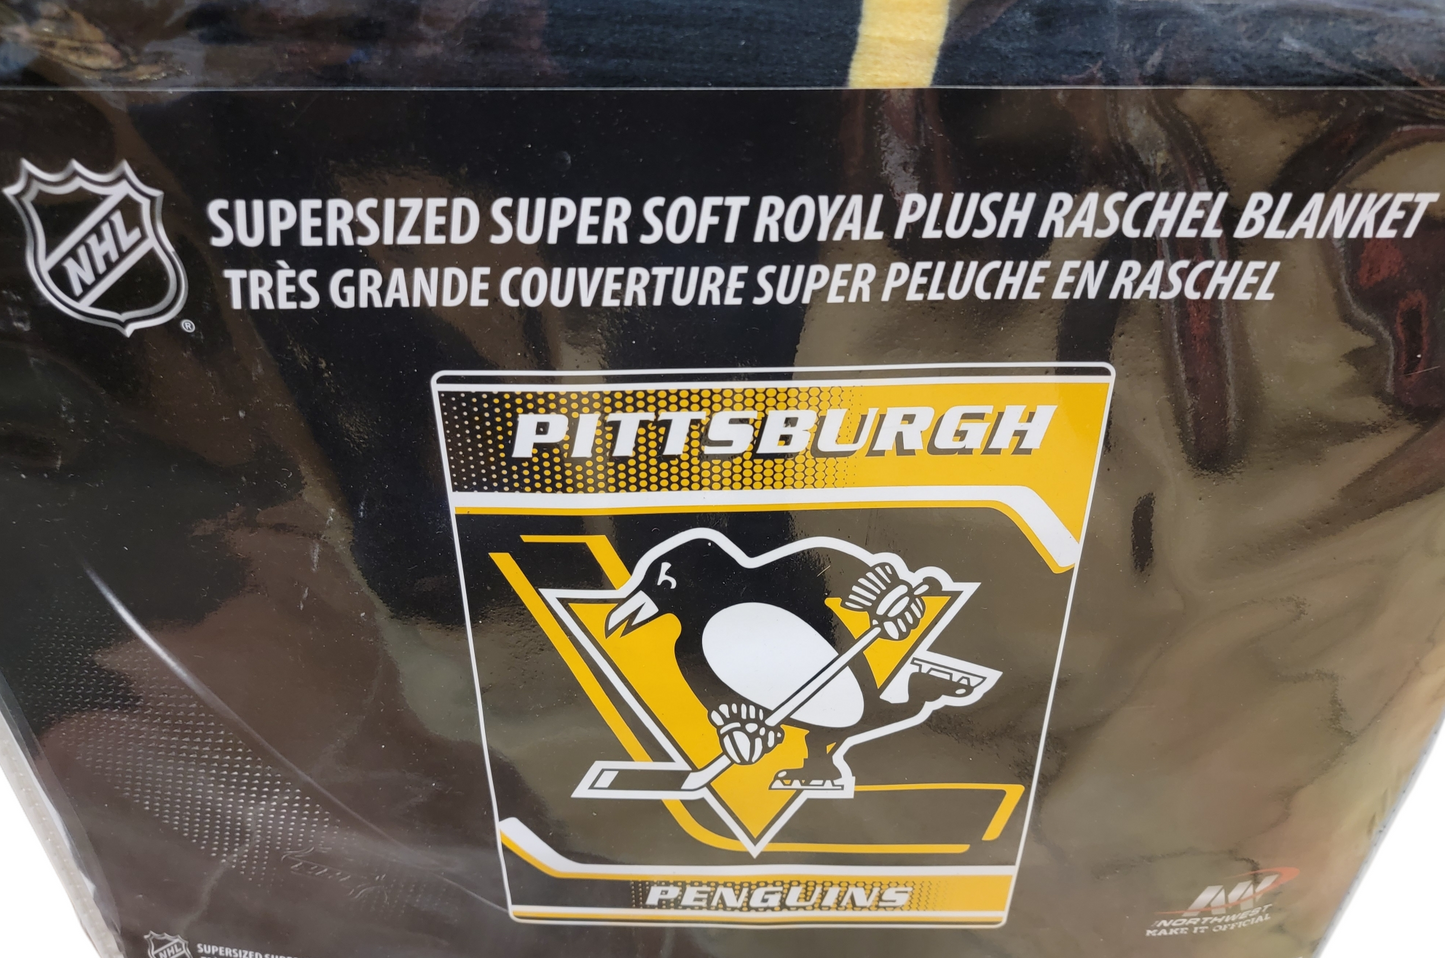 NHL
®
SUPERSIZED SUPER SOFT ROYAL PLUSH RASCHEL BLANKET
TRÈS GRANDE COUVERTURE SUPER PELUCHE EN RASCHEL
PITTSBURGH
PENGUINS
NORTHWEST
MAKE IT OFFICIAL
NHL
SUPERSIZED